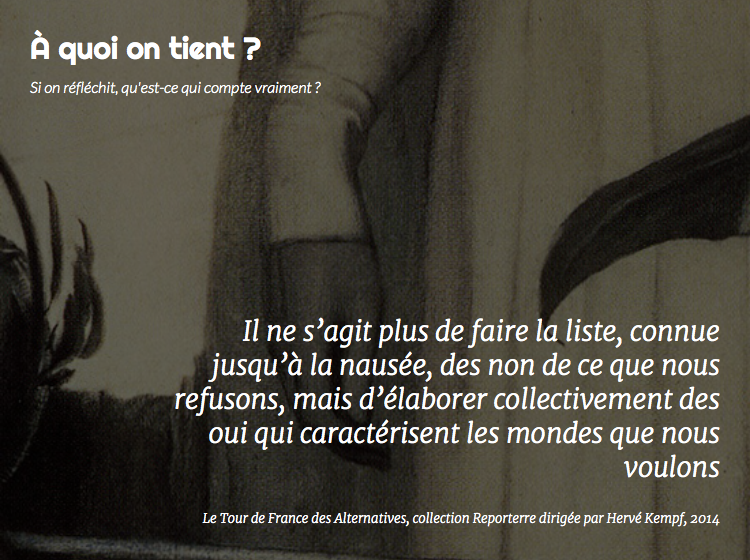 À quoi on tient ?
Si on réfléchit, qu'est-ce qui compte vraiment ?
Il ne s’agit plus de faire la liste, connue
jusqu’à la nausée, des non de ce que nous
refusons, mais d’élaborer collectivement des
oui qui caractérisent les mondes que nous
voulons
Le Tour de France des Alternatives, collection Reporterre dirigée par Hervé Kempf, 2014